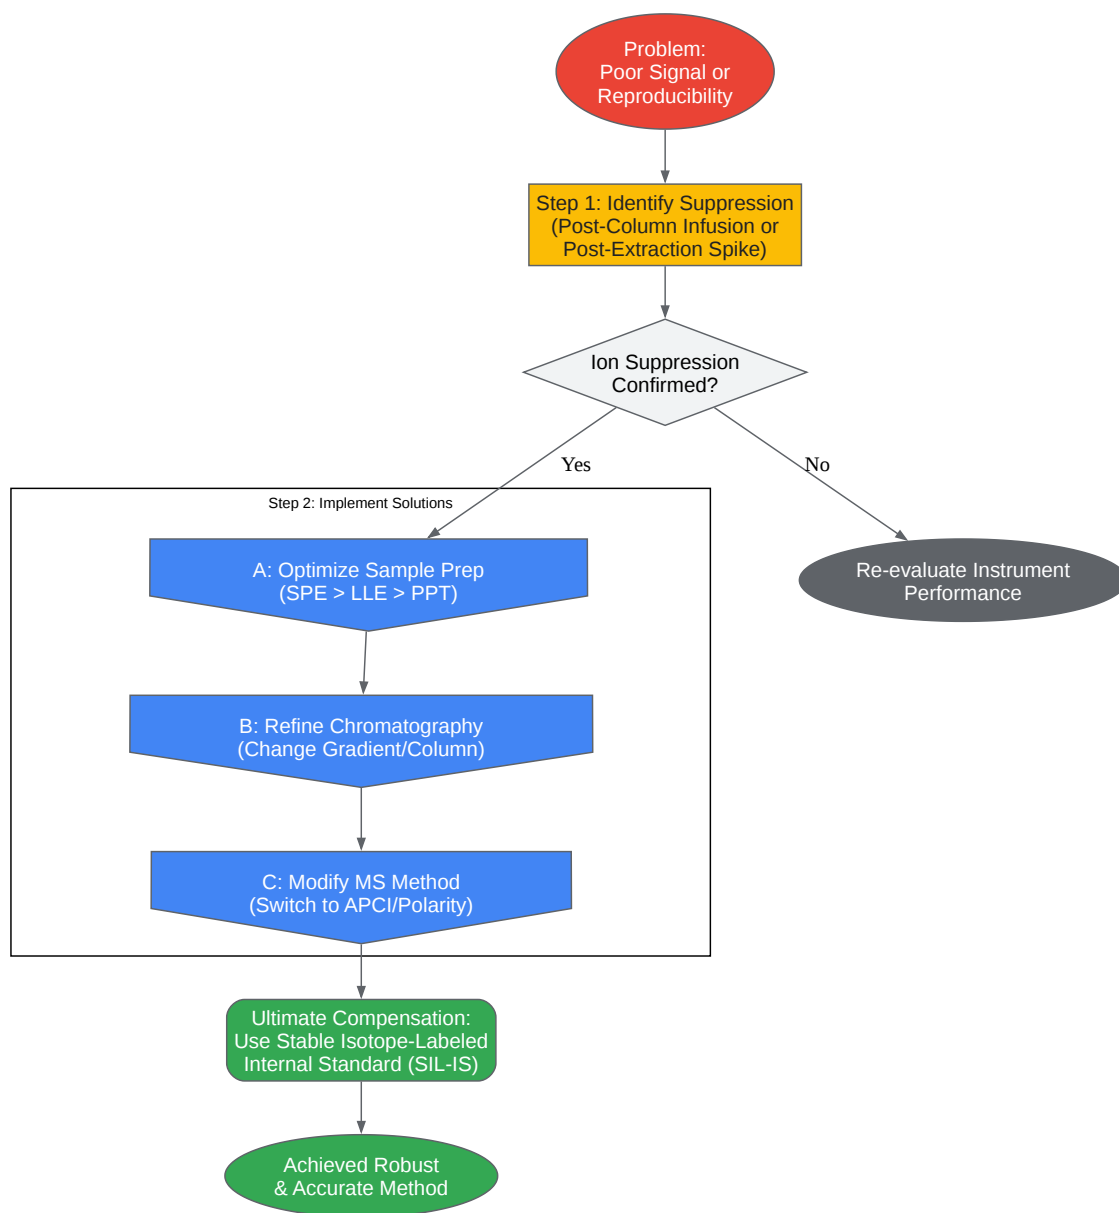 Problem:
Poor Signal or
Reproducibility
Step 1: Identify Suppression
(Post-Column Infusion or
Post-Extraction Spike)
Ion Suppression
Confirmed?
Yes
No
Step 2: Implement Solutions
A: Optimize Sample Prep
(SPE > LLE > PPT)
Re-evaluate Instrument
Performance
B: Refine Chromatography
(Change Gradient/Column)
C: Modify MS Method
(Switch to APCI/Polarity)
Ultimate Compensation:
Use Stable Isotope-Labeled
Internal Standard (SIL-IS)
Achieved Robust
& Accurate Method